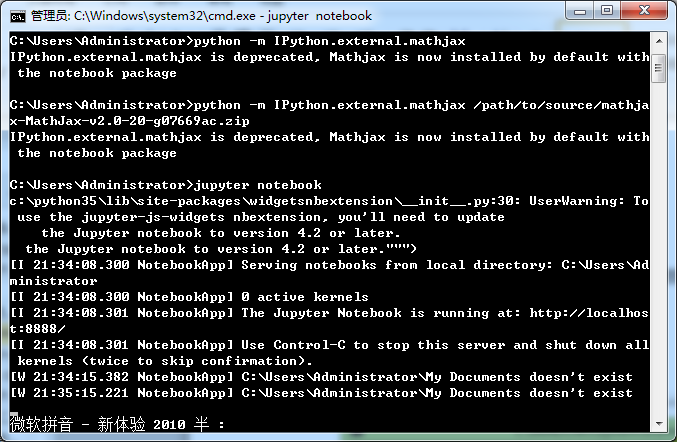 管理员: C:\Windows\system32\cmd.exe - jupyter  notebook
C:\Users\Administrator>python -m IPython.external.mathjax
IPython.external.mathjax is deprecated, Mathjax is now installed by default with
 the notebook package
C:\Users\Administrator>python -m IPython.external.mathjax /path/to/source/mathja
x-MathJax-v2.0-20-g07669ac.zip
IPython.external.mathjax is deprecated, Mathjax is now installed by default with
 the notebook package
C:\Users\Administrator>jupyter notebook
c:\python35\lib\site-packages\widgetsnbextension\__init__.py:30: UserWarning: To
 use the jupyter-js-widgets nbextension, you'll need to update
    the Jupyter notebook to version 4.2 or later.
  the Jupyter notebook to version 4.2 or later.""")
[I 21:34:08.300 NotebookApp] Serving notebooks from local directory: C:\Users\Ad
ministrator
[I 21:34:08.300 NotebookApp] 0 active kernels
[I 21:34:08.301 NotebookApp] The Jupyter Notebook is running at: http://localhos
t:8888/
[I 21:34:08.301 NotebookApp] Use Control-C to stop this server and shut down all
 kernels (twice to skip confirmation).
[W 21:34:15.382 NotebookApp] C:\Users\Administrator\My Documents doesn't exist
[W 21:35:15.221 NotebookApp] C:\Users\Administrator\My Documents doesn't exist
微软拼音 - 新体验 2010 半 :